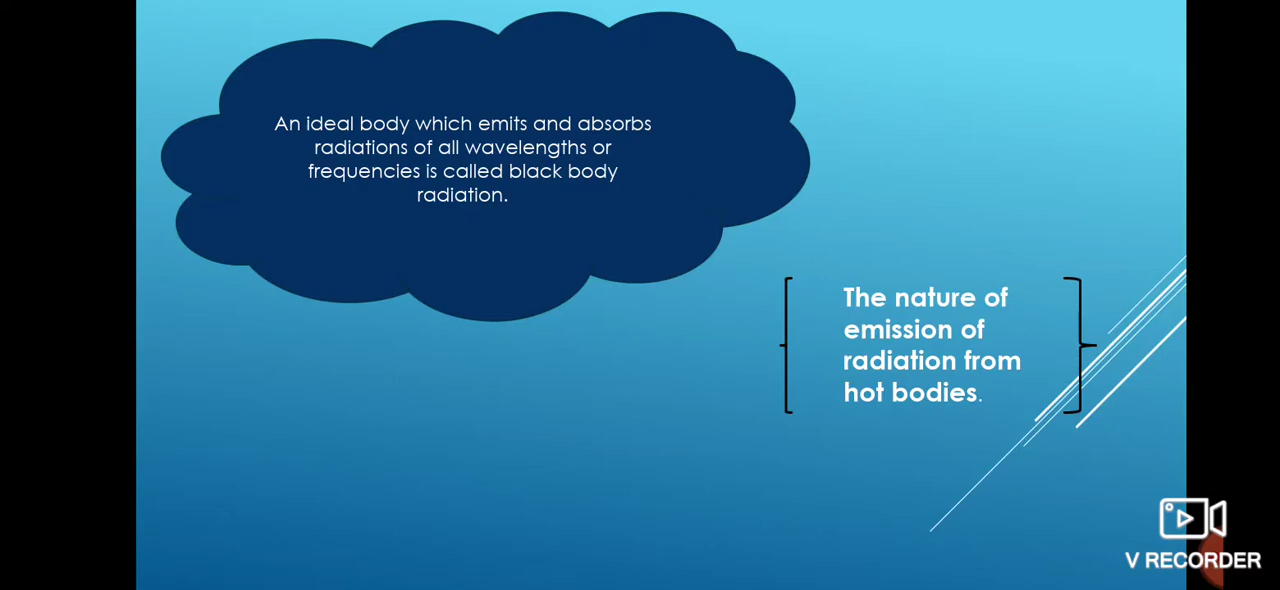 An ideal body which emits and absorbs
radiations of all wavelengths or
frequencies is called black body
radiation.
The nature of
emission of
radiation from
hot bodies.
V RECORDER